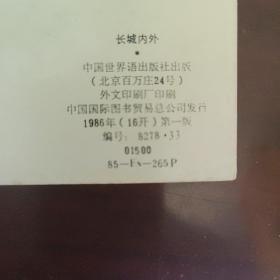 长城内外
•
中国世界语出版社出版
（北京百万庄24号）
外文印刷厂印刷
中国国际图书贸易总公司发行
1986年（16开）第一版
编号：8278·33
01500
85—Es—265P